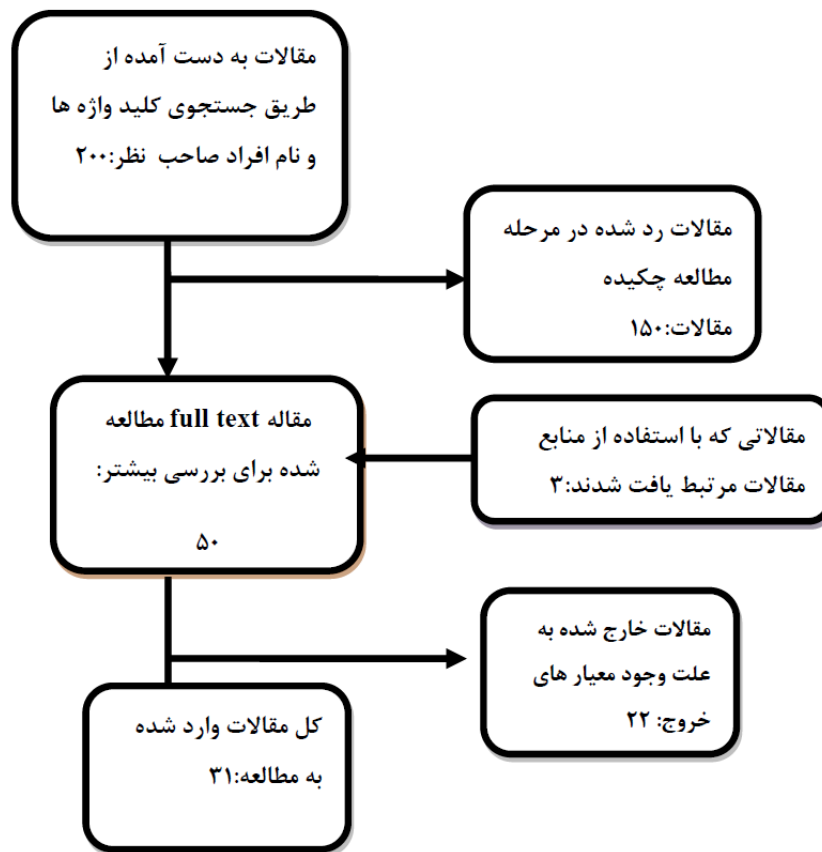 مقالات به دست آمده از
طریق جستجوی کلید واژه ها
و نام افراد صاحب نظر:۲۰۰
مقالات رد شده در مرحله
مطالعه چکیده
مقالات:۱۵۰
مقاله full text مطالعه
شده برای بررسی بیشتر:
۵۰
مقالاتی که با استفاده از منابع
مقالات مرتبط یافت شدند:۳
مقالات خارج شده به
علت وجود معیار های
خروج: ۲۲
کل مقالات وارد شده
به مطالعه:۳۱